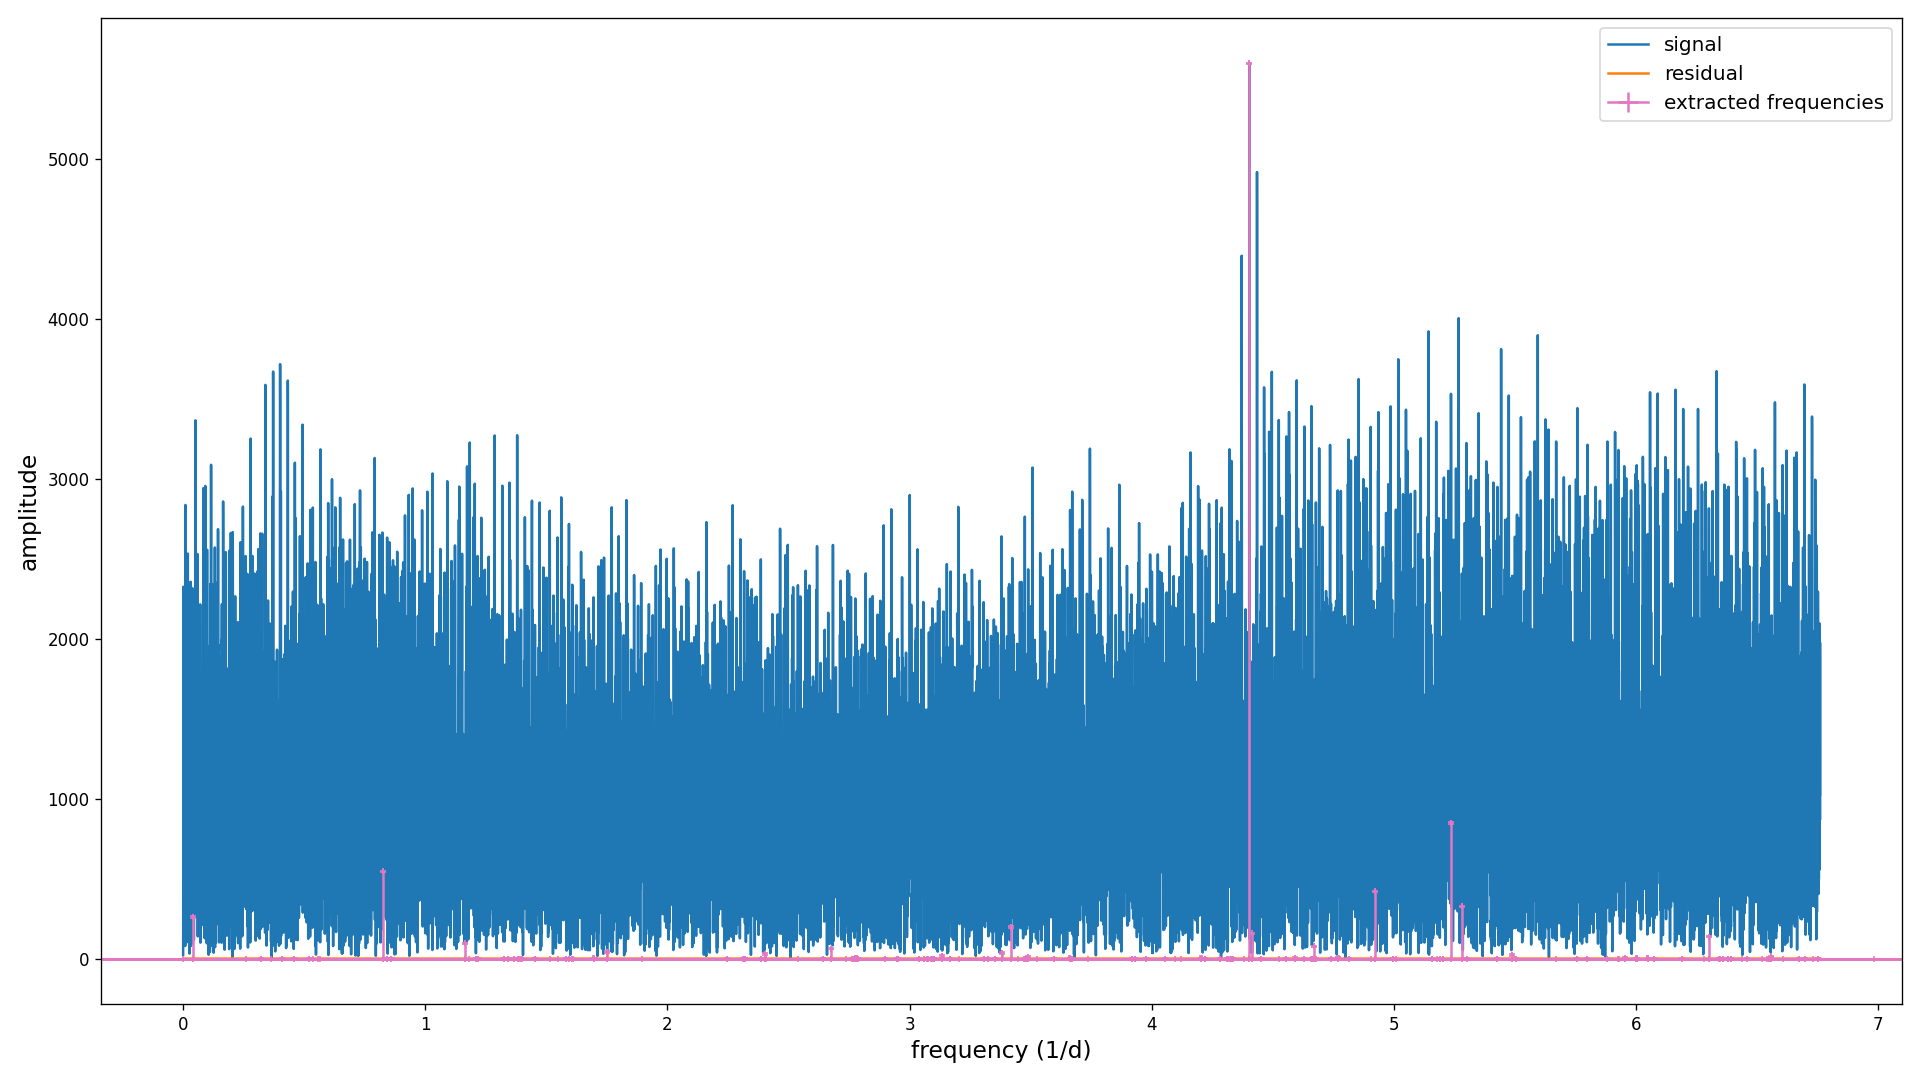 signal
residual
extracted frequencies
amplitude
5000
4000
3000
2000
1000
0
0 1 2 3 4 5 6 7
frequency (1/d)